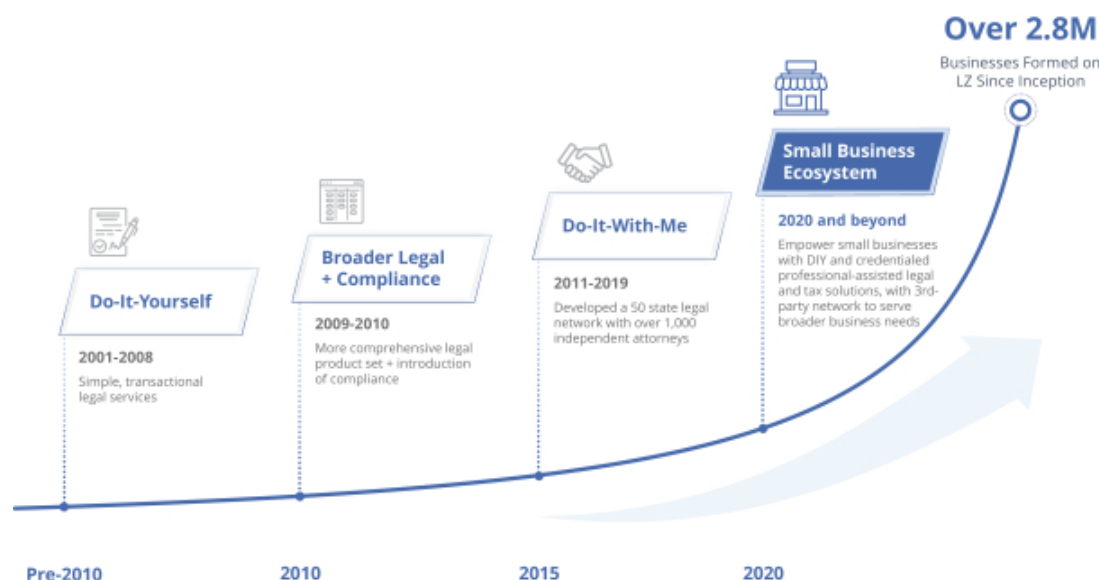 Over 2.8M
Businesses Formed on
LZ Since Inception
Small Business
Ecosystem
2020 and beyond
Empower small businesses
with DIY and credentialed
professional-assisted legal
and tax solutions, with 3rd-
party network to serve
broader business needs
Do-It-With-Me
2011-2019
Developed a 50 state legal
network with over 1,000
independent attorneys
Broader Legal
+ Compliance
2009-2010
More comprehensive legal
product set + introduction
of compliance
Do-It-Yourself
2001-2008
Simple, transactional
legal services
Pre-2010
2010
2015
2020